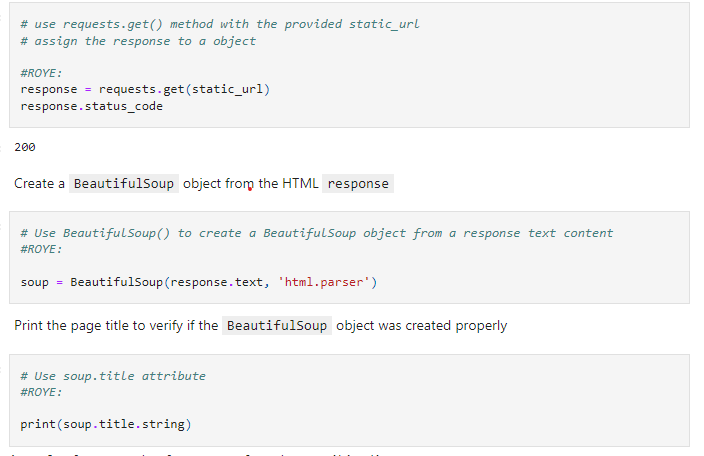 # use requests.get() method with the provided static_url
# assign the response to a object
#ROYE:
response = requests.get(static_url)
response.status_code
200
Create a BeautifulSoup object from the HTML response
# Use BeautifulSoup() to create a BeautifulSoup object from a response text content
#ROYE:
soup = BeautifulSoup(response.text, 'html.parser')
Print the page title to verify if the BeautifulSoup object was created properly
# Use soup.title attribute
#ROYE:
print(soup.title.string)